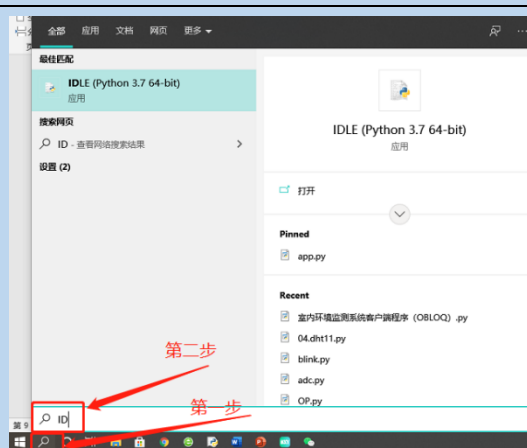 全部 应用 文档 网页 更多
最佳匹配
IDLE (Python 3.7 64-bit)
应用
搜索网页
ID - 查看网络搜索结果
设置 (2)
IDLE (Python 3.7 64-bit)
应用
打开
Pinned
app.py
Recent
室内环境监测系统客户端程序（OBLOQ）.py
04.dht11.py
blink.py
adc.py
OP.py
第二步
第一步
ID
第 9